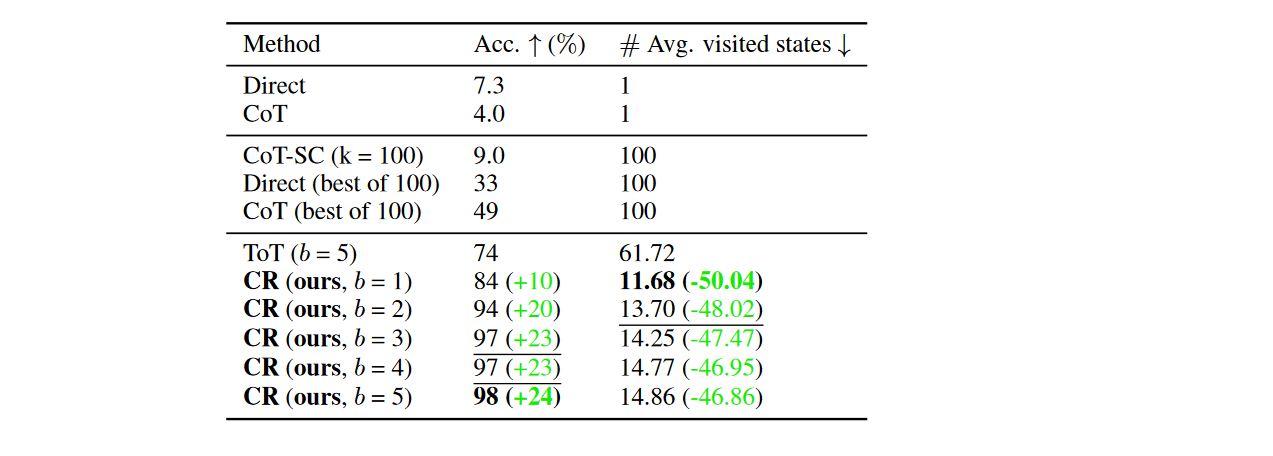 Method Acc. ↑ (%) # Avg. visited states ↓
Direct 7.3 1
CoT 4.0 1
CoT-SC (k = 100) 9.0 100
Direct (best of 100) 33 100
CoT (best of 100) 49 100
ToT (b = 5) 74 61.72
CR (ours, b = 1) 84 (+10) 11.68 (-50.04)
CR (ours, b = 2) 94 (+20) 13.70 (-48.02)
CR (ours, b = 3) 97 (+23) 14.25 (-47.47)
CR (ours, b = 4) 97 (+23) 14.77 (-46.95)
CR (ours, b = 5) 98 (+24) 14.86 (-46.86)